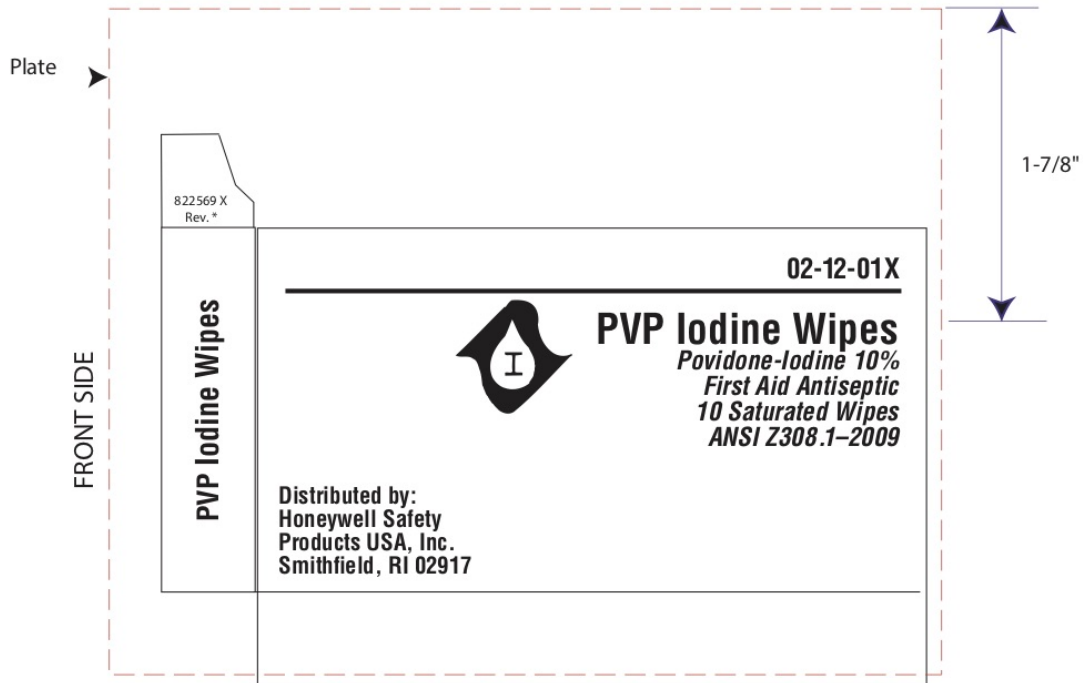 Plate
1-7/8"
822569 X
Rev. *
FRONT SIDE
PVP Iodine Wipes
02-12-01X
PVP Iodine Wipes
Povidone-Iodine 10%
First Aid Antiseptic
10 Saturated Wipes
ANSI Z308.1–2009
I
Distributed by:
Honeywell Safety
Products USA, Inc.
Smithfield, RI 02917